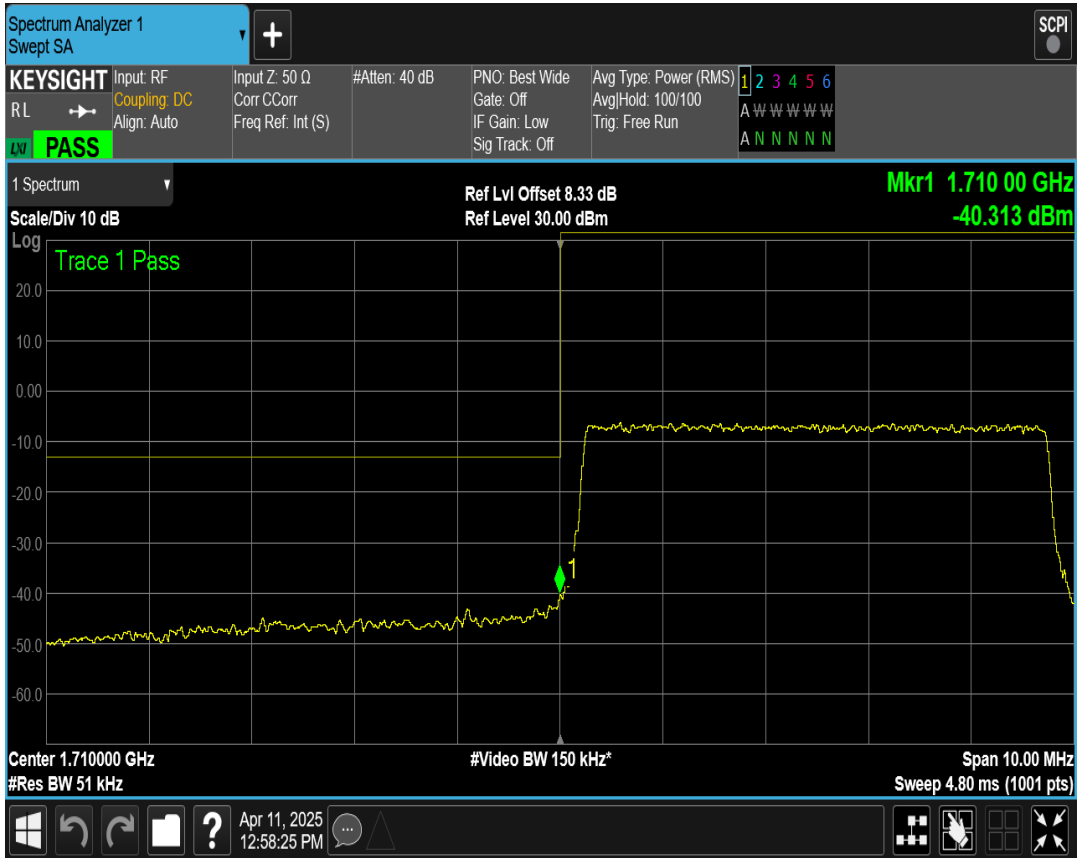 Spectrum Analyzer 1
Swept SA
+
SCPI
KEYSIGHT
R L
LXI PASS
Input: RF
Coupling: DC
Align: Auto
Input Z: 50 Ω
Corr CCorr
Freq Ref: Int (S)
#Atten: 40 dB
PNO: Best Wide
Gate: Off
IF Gain: Low
Sig Track: Off
Avg Type: Power (RMS)
Avg|Hold: 100/100
Trig: Free Run
1 2 3 4 5 6
A W W W W W
A N N N N N
1 Spectrum
Scale/Div 10 dB
Ref Lvl Offset 8.33 dB
Ref Level 30.00 dBm
Mkr1 1.710 00 GHz
-40.313 dBm
Log
Trace 1 Pass
20.0
10.0
0.00
-10.0
-20.0
-30.0
1
-40.0
-50.0
-60.0
Center 1.710000 GHz
#Video BW 150 kHz*
Span 10.00 MHz
#Res BW 51 kHz
Sweep 4.80 ms (1001 pts)
?
Apr 11, 2025
12:58:25 PM